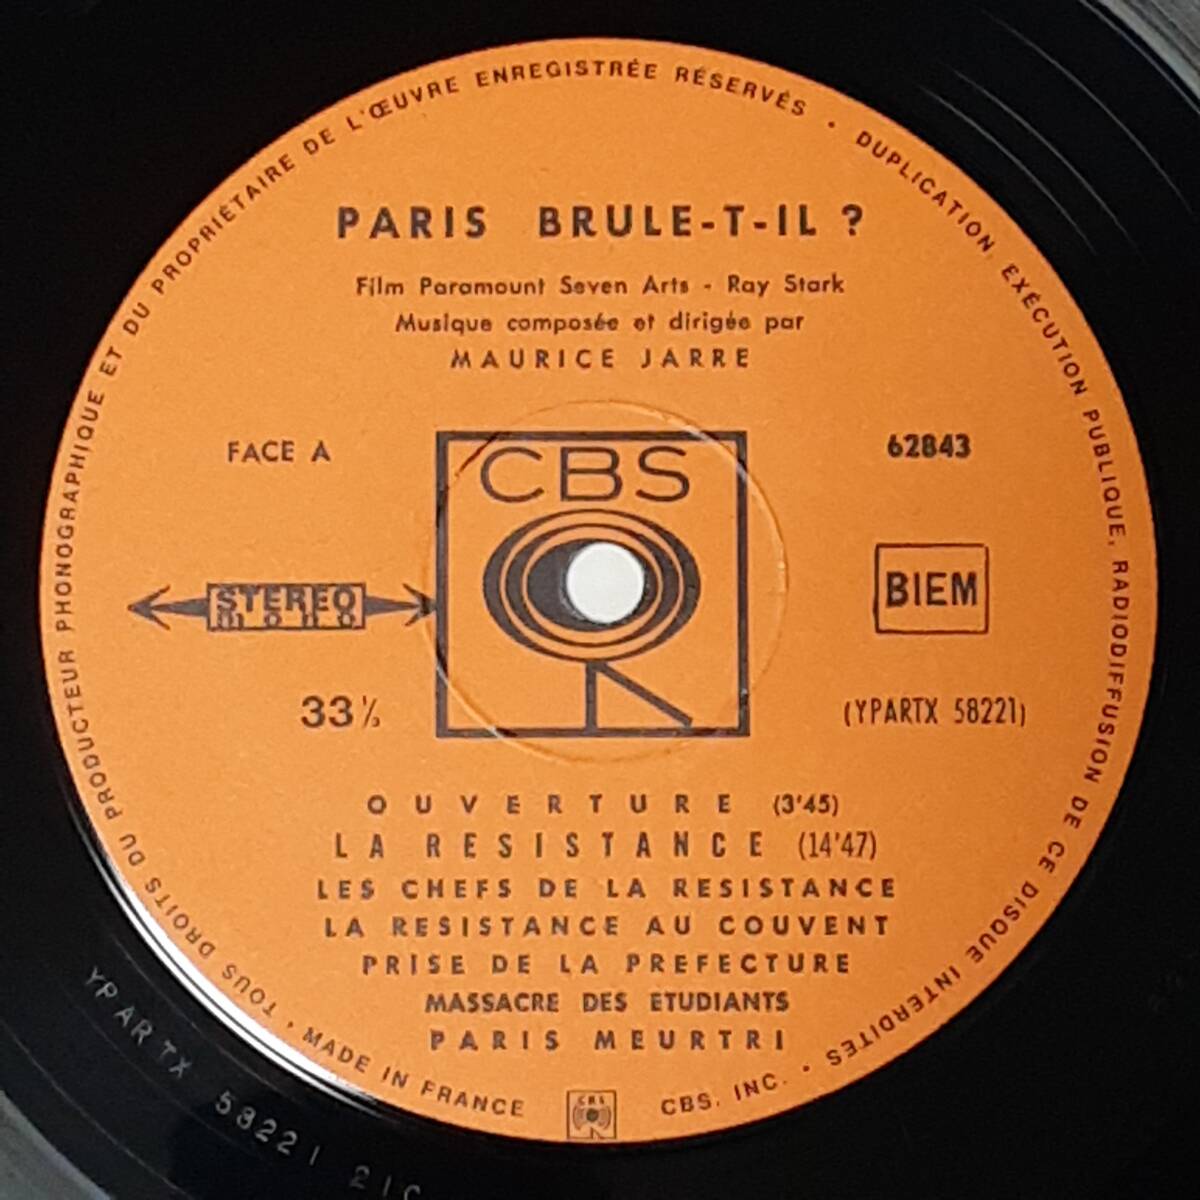 TOUS DROITS DU PRODUCTEUR PHONOGRAPHIQUE ET DU PROPRIÉTAIRE DE L'ŒUVRE ENREGISTRÉE RÉSERVÉS • DUPLICATION, EXÉCUTION PUBLIQUE, RADIODIFFUSION DE CE DISQUE INTERDITES •
PARIS BRULE-T-IL ?
Film Paramount Seven Arts - Ray Stark
Musique composée et dirigée par
MAURICE JARRE
FACE A
CBS
62843
STEREO
mono
BIEM
33 ⅓
(YPARTX 58221)
OUVERTURE (3'45)
LA RESISTANCE (14'47)
LES CHEFS DE LA RESISTANCE
LA RESISTANCE AU COUVENT
PRISE DE LA PREFECTURE
MASSACRE DES ETUDIANTS
PARIS MEURTRI
• MADE IN FRANCE
CBS
CBS, INC.
YPARTX 58221